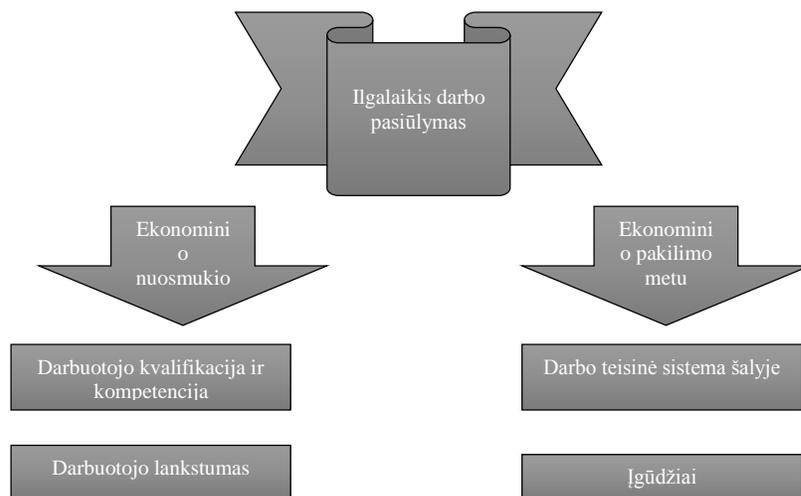 Ilgalaikis darbo
pasiūlymas
Ekonomini
o
nuosmukio
Ekonomini
o pakilimo
metu
Darbuotojo kvalifikacija ir
kompetencija
Darbo teisinė sistema šalyje
Darbuotojo lankstumas
Įgūdžiai